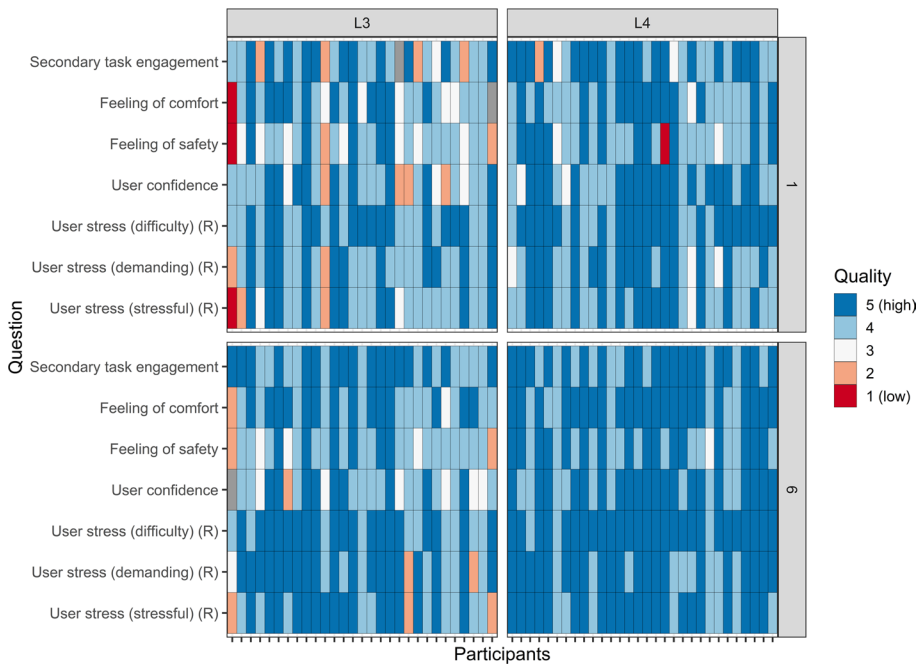 L3
L4
Secondary task engagement
Feeling of comfort
Feeling of safety
User confidence
User stress (difficulty) (R)
User stress (demanding) (R)
User stress (stressful) (R)
1
Question
Secondary task engagement
Feeling of comfort
Feeling of safety
User confidence
User stress (difficulty) (R)
User stress (demanding) (R)
User stress (stressful) (R)
6
Participants
Quality
5 (high)
4
3
2
1 (low)